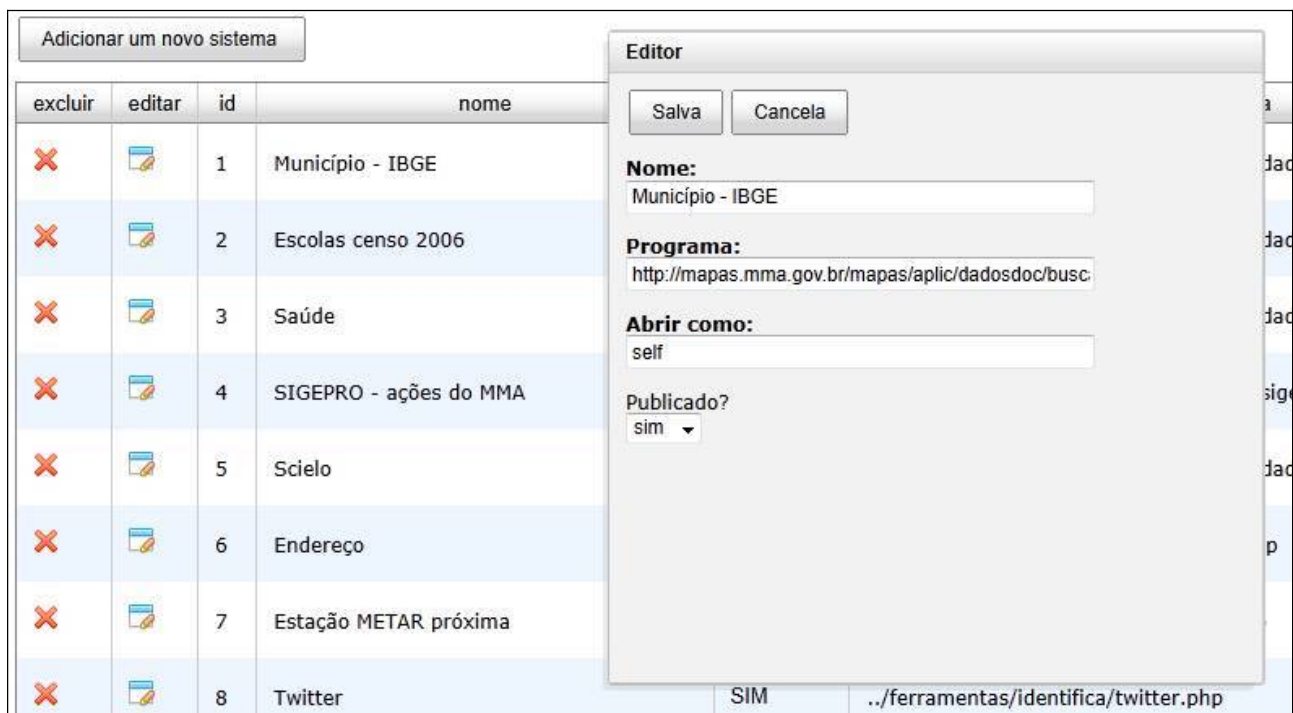 Adicionar um novo sistema
Editor
excluir editar id nome
Salva Cancela
1 Município - IBGE
Nome:
Município - IBGE
2 Escolas censo 2006
Programa:
http://mapas.mma.gov.br/mapas/aplic/dadosdoc/busc
3 Saúde
Abrir como:
self
4 SIGEPRO - ações do MMA
Publicado?
sim
5 Scielo
6 Endereço
7 Estação METAR próxima
8 Twitter SIM ../ferramentas/identifica/twitter.php